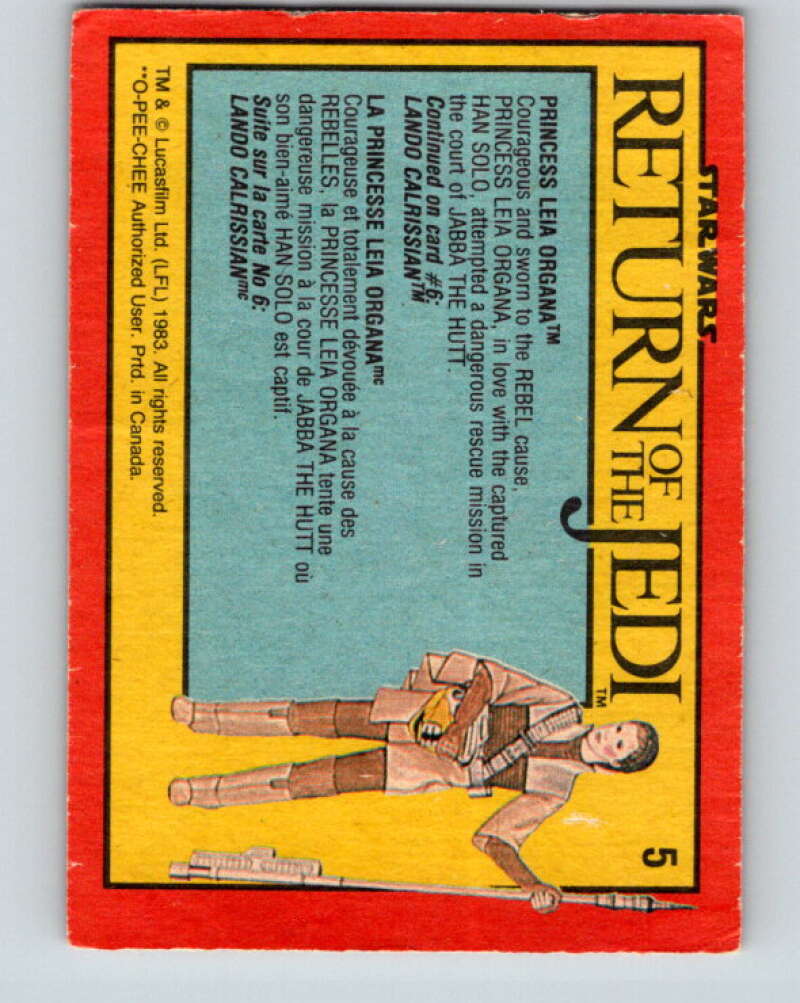 STAR WARS
RETURN OF THE JEDI™
5
PRINCESS LEIA ORGANA™
Courageous and sworn to the REBEL cause,
PRINCESS LEIA ORGANA, in love with the captured
HAN SOLO, attempted a dangerous rescue mission in
the court of JABBA THE HUTT.
Continued on card #6:
LANDO CALRISSIAN™
LA PRINCESSE LEIA ORGANAmc
Courageuse et totalement dévouée à la cause des
REBELLES, la PRINCESSE LEIA ORGANA tente une
dangereuse mission à la cour de JABBA THE HUTT où
son bien-aimé HAN SOLO est captif.
Suite sur la carte No 6:
LANDO CALRISSIANmc
TM & © Lucasfilm Ltd. (LFL) 1983. All rights reserved.
**O-PEE-CHEE Authorized User. Prtd. in Canada.